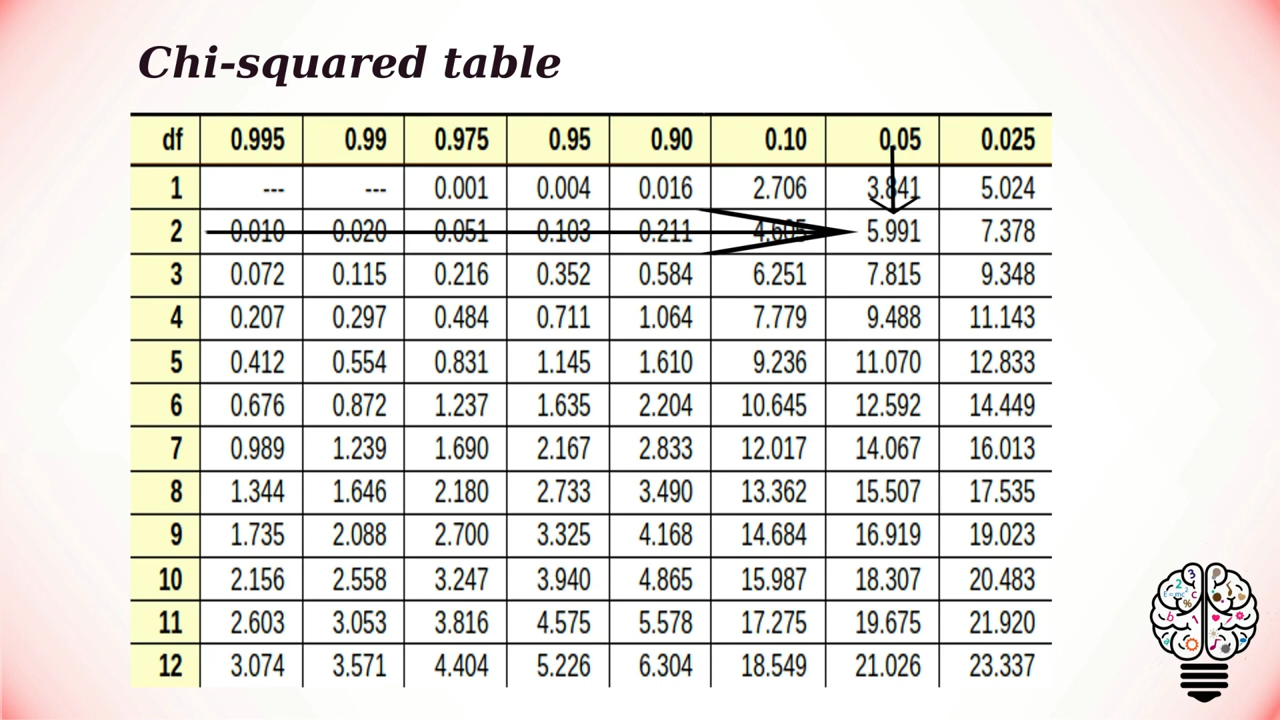 Chi-squared table
df 0.995 0.99 0.975 0.95 0.90 0.10 0.05 0.025
1 --- --- 0.001 0.004 0.016 2.706 3.841 5.024
2 0.010 0.020 0.051 0.103 0.211 4.605 5.991 7.378
3 0.072 0.115 0.216 0.352 0.584 6.251 7.815 9.348
4 0.207 0.297 0.484 0.711 1.064 7.779 9.488 11.143
5 0.412 0.554 0.831 1.145 1.610 9.236 11.070 12.833
6 0.676 0.872 1.237 1.635 2.204 10.645 12.592 14.449
7 0.989 1.239 1.690 2.167 2.833 12.017 14.067 16.013
8 1.344 1.646 2.180 2.733 3.490 13.362 15.507 17.535
9 1.735 2.088 2.700 3.325 4.168 14.684 16.919 19.023
10 2.156 2.558 3.247 3.940 4.865 15.987 18.307 20.483
11 2.603 3.053 3.816 4.575 5.578 17.275 19.675 21.920
12 3.074 3.571 4.404 5.226 6.304 18.549 21.026 23.337